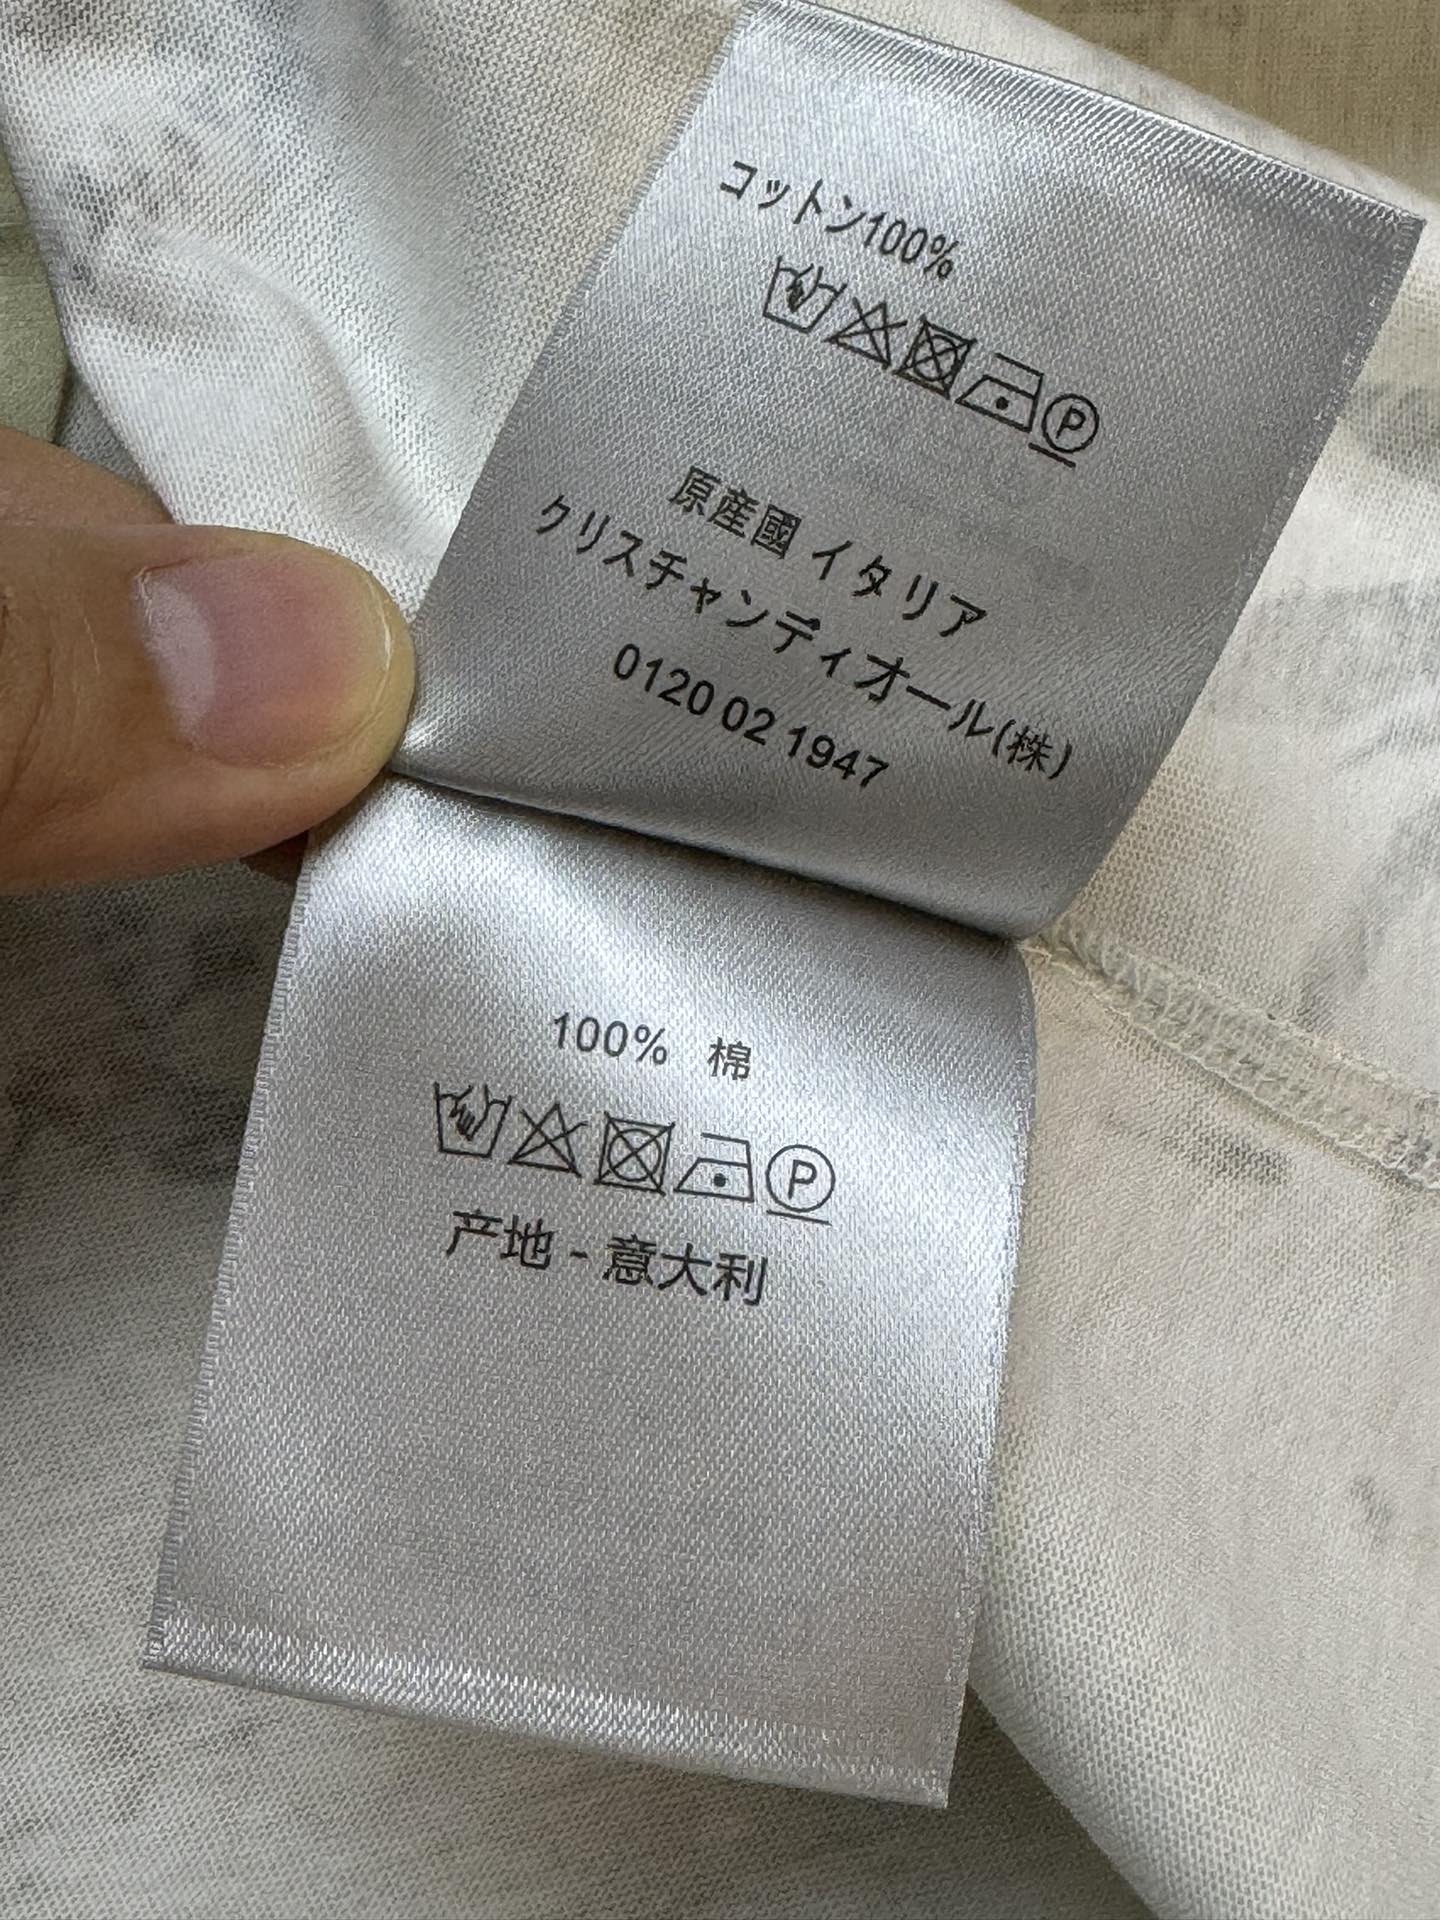 コットン100%
P
原産國 イタリア
クリスチャンディオール(株)
0120 02 1947
100% 棉
P
产地 - 意大利